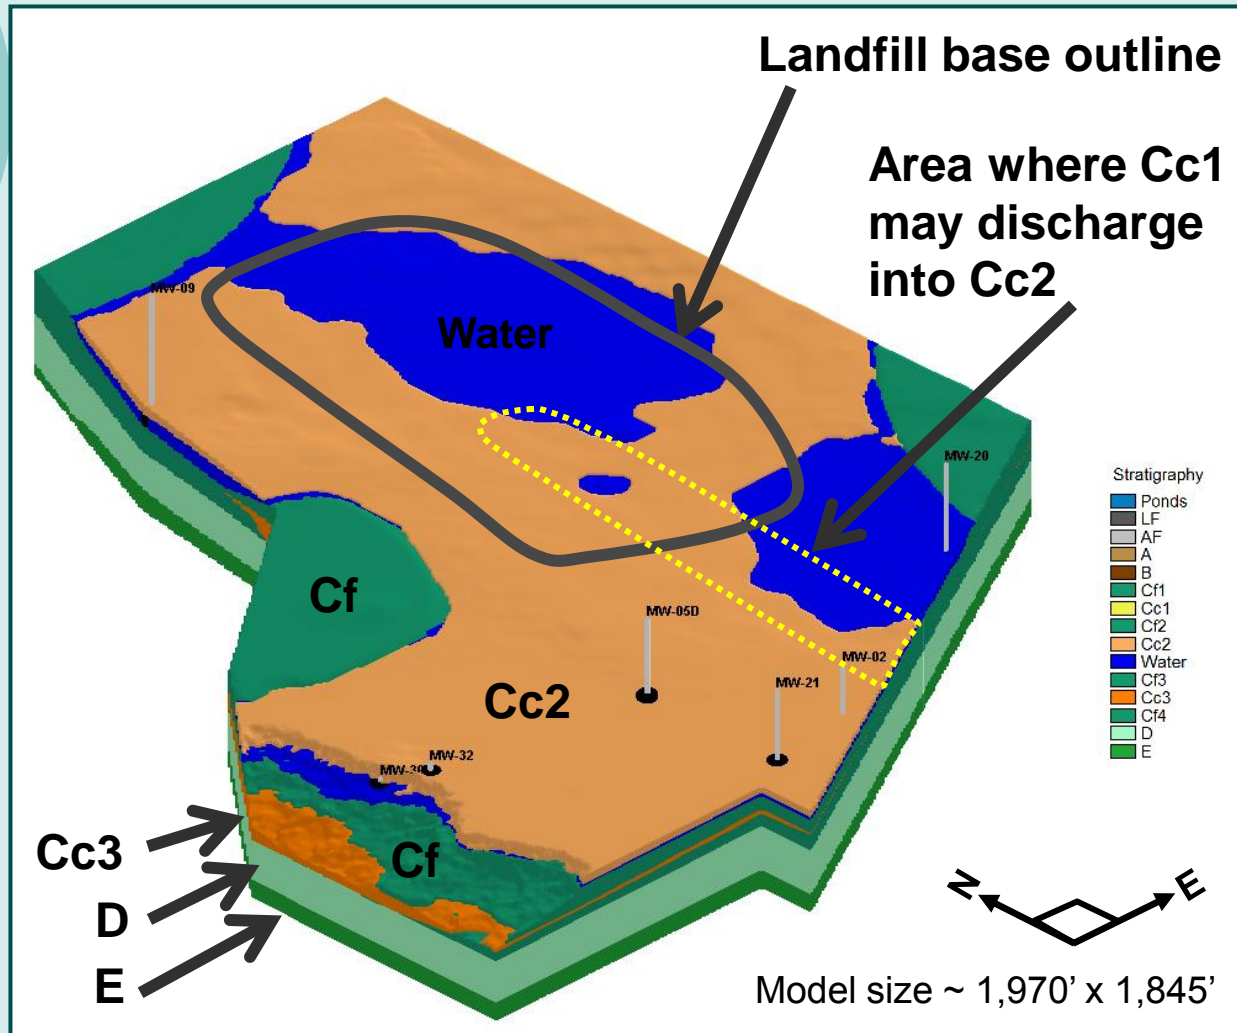 Landfill base outline
Area where Cc1
may discharge
into Cc2
MW-09
Water
MW-20
Cf
MW-05D
MW-02
MW-21
Cc2
MW-32
Cc3
Cf
D
E
Stratigraphy
Ponds
LF
AF
A
B
Cf1
Cc1
Cf2
Cc2
Water
Cf3
Cc3
Cf4
D
E
N
E
Model size ~ 1,970’ x 1,845’